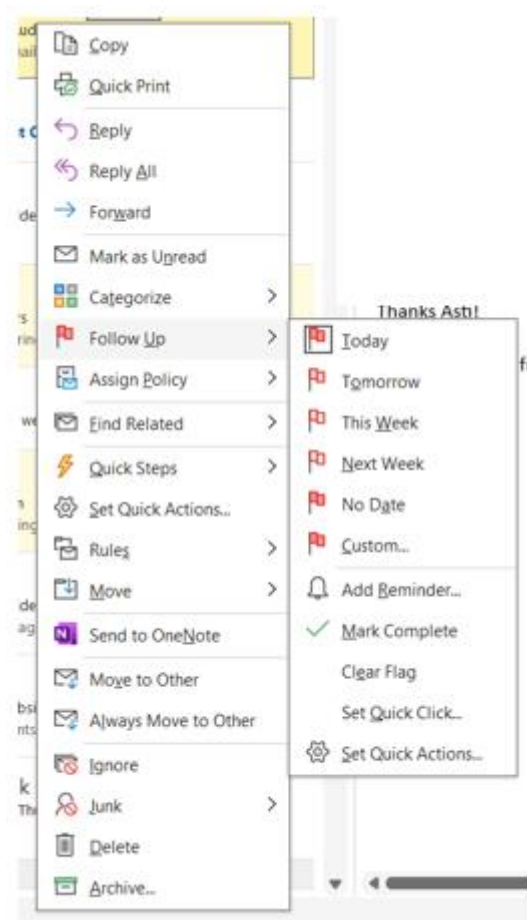 Copy
Quick Print
Reply
Reply All
Forward
Mark as Unread
Categorize
Follow Up
Assign Policy
Find Related
Quick Steps
Set Quick Actions...
Rules
Move
Send to OneNote
Move to Other
Always Move to Other
Ignore
Junk
Delete
Archive...
Thanks Ash!
Today
Tomorrow
This Week
Next Week
No Date
Custom...
Add Reminder...
Mark Complete
Clear Flag
Set Quick Click...
Set Quick Actions...